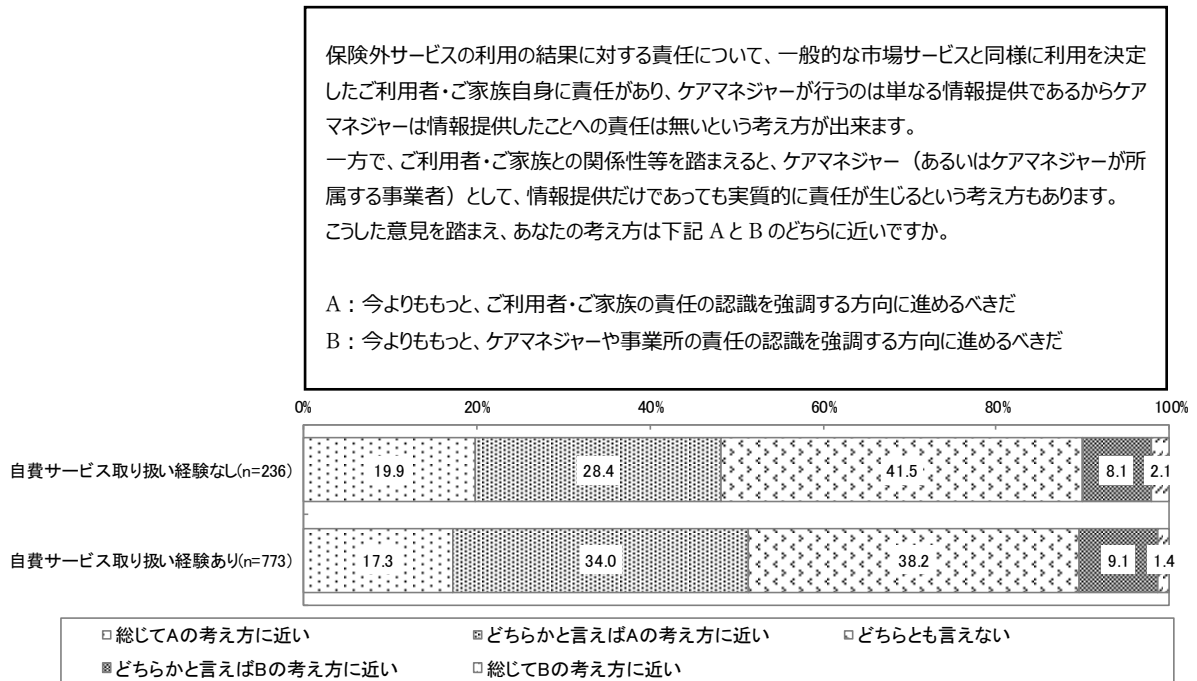 保険外サービスの利用の結果に対する責任について、一般的な市場サービスと同様に利用を決定
したご利用者・ご家族自身に責任があり、ケアマネジャーが行うのは単なる情報提供であるからケア
マネジャーは情報提供したことへの責任は無いという考え方が出来ます。
一方で、ご利用者・ご家族との関係性等を踏まえると、ケアマネジャー（あるいはケアマネジャーが所
属する事業者）として、情報提供だけであっても実質的に責任が生じるという考え方もあります。
こうした意見を踏まえ、あなたの考え方は下記 A と B のどちらに近いですか。
A：今よりももっと、ご利用者・ご家族の責任の認識を強調する方向に進めるべきだ
B：今よりももっと、ケアマネジャーや事業所の責任の認識を強調する方向に進めるべきだ
0% 20% 40% 60% 80% 100%
自費サービス取り扱い経験なし(n=236) 19.9 28.4 41.5 8.1 2.1
自費サービス取り扱い経験あり(n=773) 17.3 34.0 38.2 9.1 1.4
総じてAの考え方に近い どちらかと言えばAの考え方に近い どちらとも言えない
どちらかと言えばBの考え方に近い 総じてBの考え方に近い